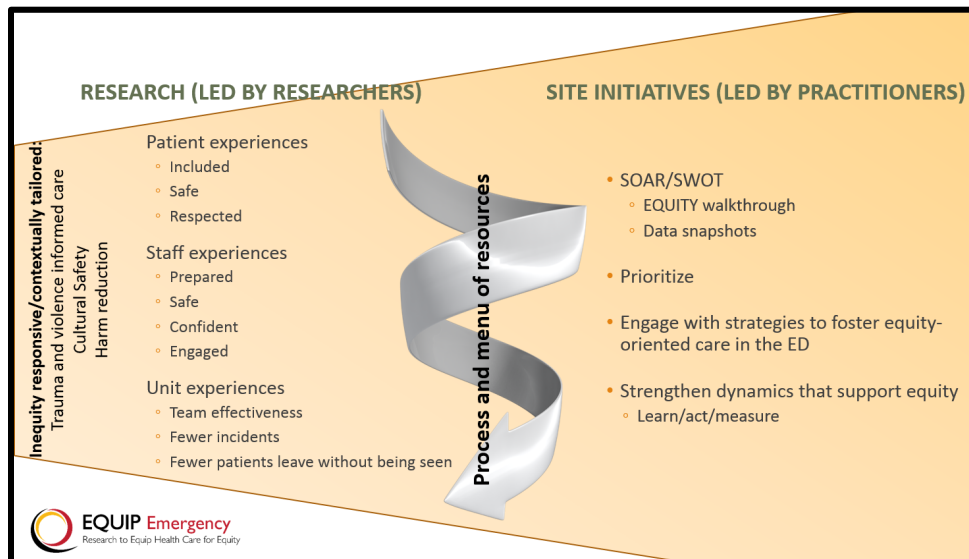 RESEARCH (LED BY RESEARCHERS)
Inequity responsive/contextually tailored:
Trauma and violence informed care
Cultural Safety
Harm reduction
Patient experiences
Included
Safe
Respected
Staff experiences
Prepared
Safe
Confident
Engaged
Unit experiences
Team effectiveness
Fewer incidents
Fewer patients leave without being seen
Process and menu of resources
SITE INITIATIVES (LED BY PRACTITIONERS)
• SOAR/SWOT
EQUITY walkthrough
Data snapshots
• Prioritize
• Engage with strategies to foster equity-
oriented care in the ED
• Strengthen dynamics that support equity
Learn/act/measure
EQUIP Emergency
Research to Equip Health Care for Equity